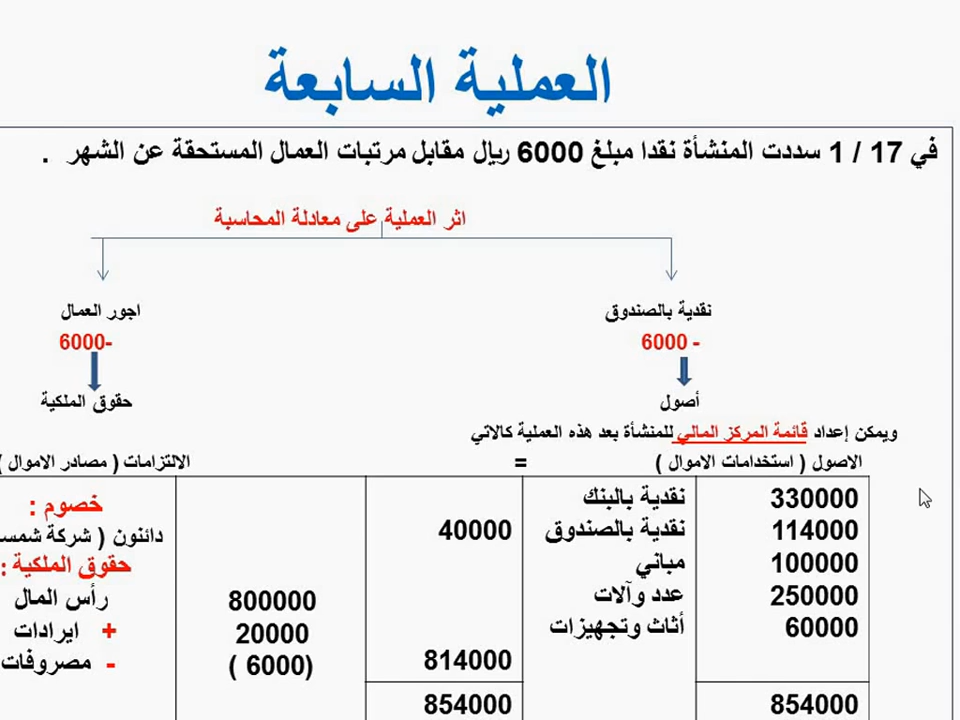 العملية السابعة
في 17 / 1 سددت المنشأة نقدا مبلغ 6000 ريال مقابل مرتبات العمال المستحقة عن الشهر .
اثر العملية على معادلة المحاسبة
نقدية بالصندوق
- 6000
أصول
اجور العمال
-6000
حقوق الملكية
ويمكن إعداد قائمة المركز المالي للمنشأة بعد هذه العملية كالاتي
الاصول ( استخدامات الاموال ) = الالتزامات ( مصادر الاموال )
330000 نقدية بالبنك
114000 نقدية بالصندوق
100000 مباني
250000 عدد وآلات
60000 أثاث وتجهيزات
854000
خصوم :
40000 دائنون ( شركة شمس
حقوق الملكية :
800000 رأس المال
20000 + ايرادات
(6000 ) - مصروفات
814000
854000